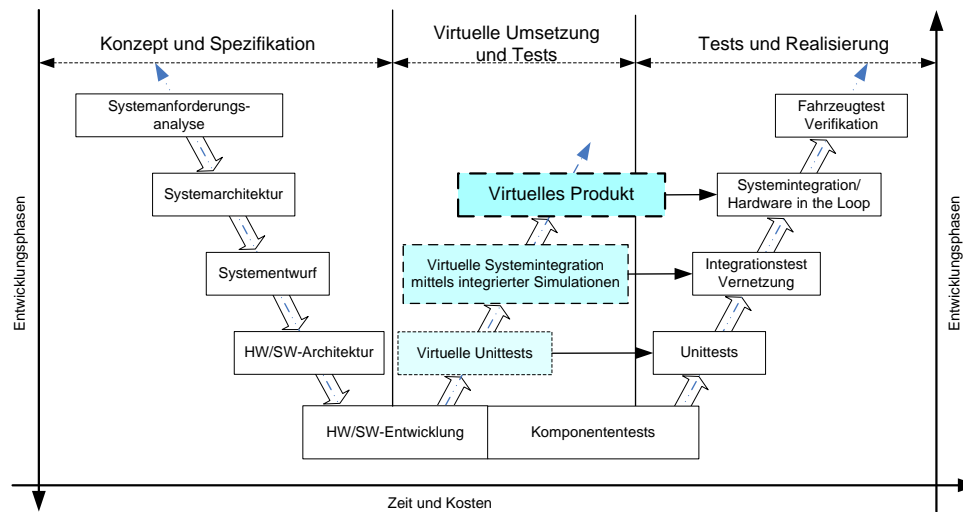 Konzept und Spezifikation
Virtuelle Umsetzung
und Tests
Tests und Realisierung
Systemanforderungs-
analyse
Fahrzeugtest
Verifikation
Systemarchitektur
Virtuelles Produkt
Systemintegration/
Hardware in the Loop
Systementwurf
Virtuelle Systemintegration
mittels integrierter Simulationen
Integrationstest
Vernetzung
HW/SW-Architektur
Virtuelle Unittests
Unittests
HW/SW-Entwicklung
Komponententests
Entwicklungsphasen
Entwicklungsphasen
Zeit und Kosten